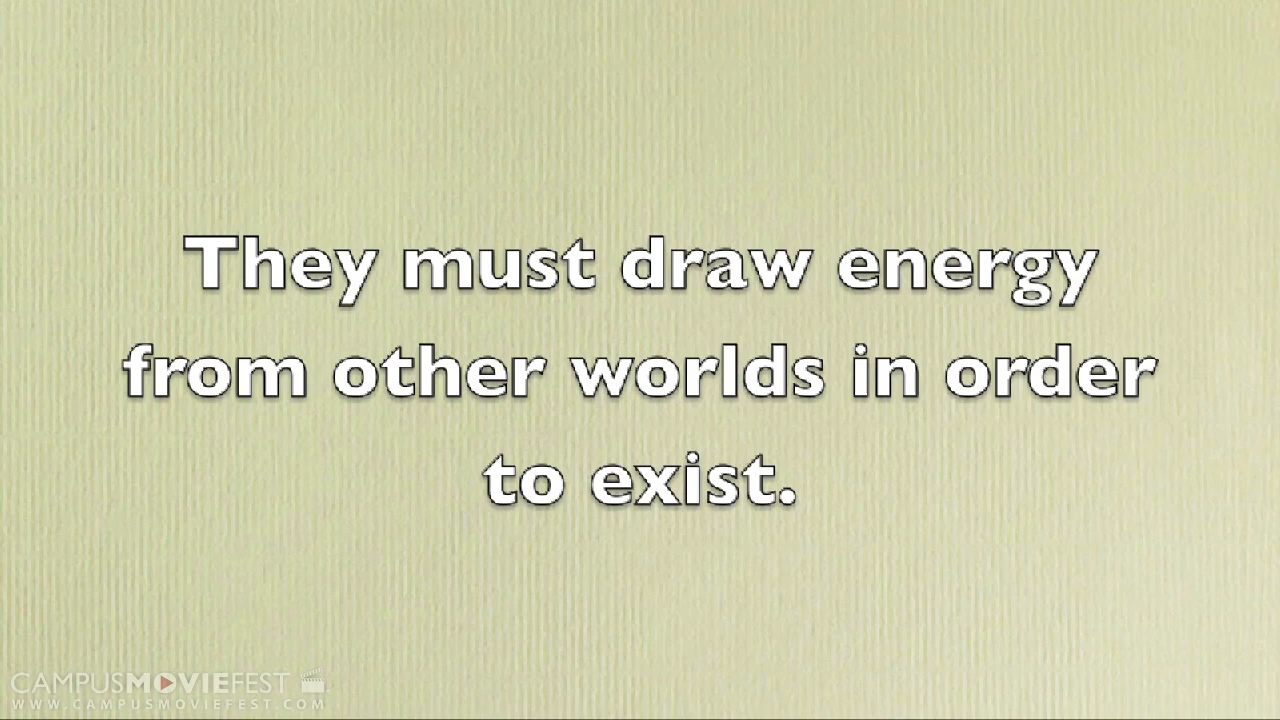 They must draw energy
from other worlds in order
to exist.
CAMPUSMOVIEFEST
WWW.CAMPUSMOVIEFEST.COM